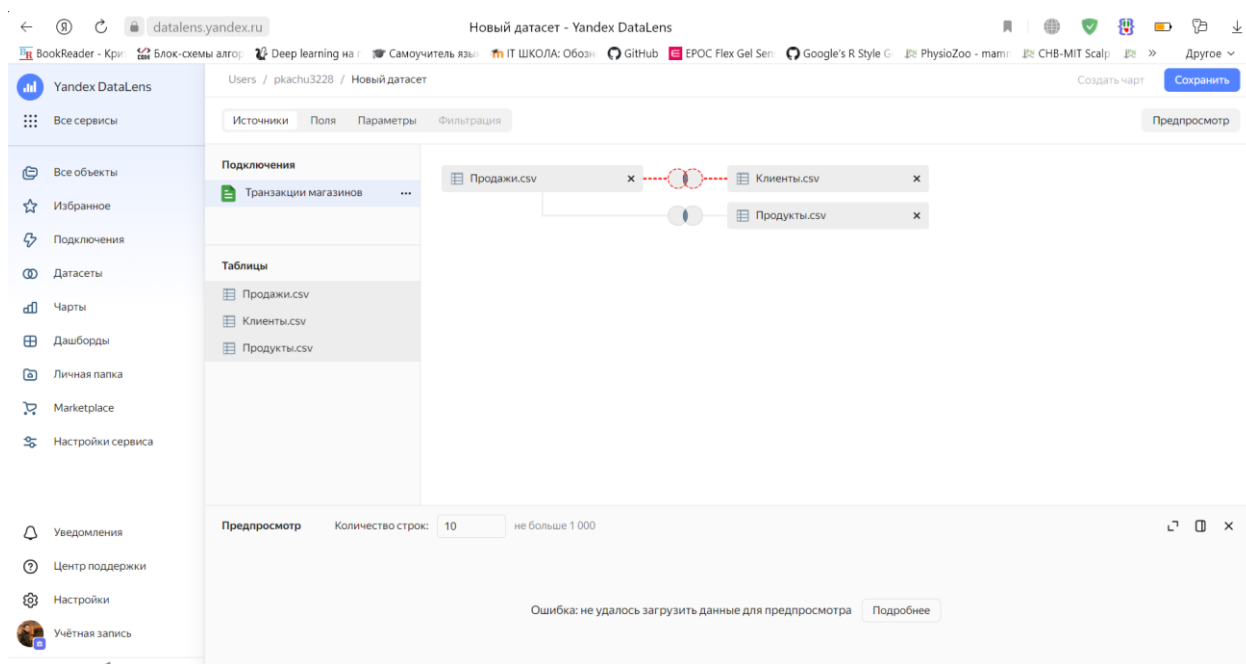 datalens.yandex.ru
Новый датасет - Yandex DataLens
BookReader - Кри
Блок-схемы алгор
Deep learning на г
Самоучитель язы
IT ШКОЛА: Обозн
GitHub
EPOC Flex Gel Sen
Google's R Style G
PhysioZoo - mamm
CHB-MIT Scalp
»
Другое
Yandex DataLens
Users / pkachu3228 / Новый датасет
Создать чарт
Сохранить
Все сервисы
Источники
Поля
Параметры
Фильтрация
Предпросмотр
Все объекты
Избранное
Подключения
Датасеты
Чарты
Дашборды
Личная папка
Marketplace
Настройки сервиса
Подключения
Транзакции магазинов
Таблицы
Продажи.csv
Клиенты.csv
Продукты.csv
Продажи.csv
Клиенты.csv
Продукты.csv
Уведомления
Центр поддержки
Настройки
Учётная запись
Предпросмотр
Количество строк: 10
не больше 1 000
Ошибка: не удалось загрузить данные для предпросмотра
Подробнее